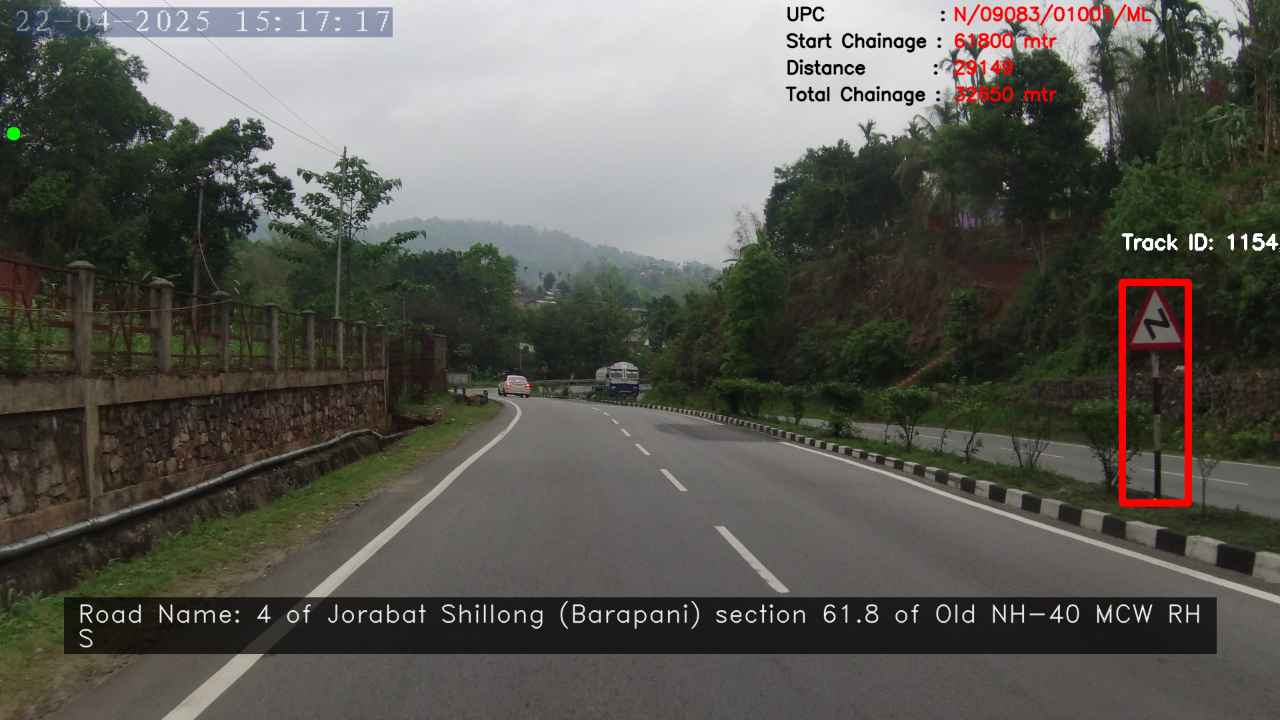 22-04-2025 15:17:17
UPC : N/09083/01001/ML
Start Chainage : 61800 mtr
Distance : 29149
Total Chainage : 32650 mtr
Track ID: 1154
Road Name: 4 of Jorabat Shillong (Barapani) section 61.8 of Old NH-40 MCW RH
S